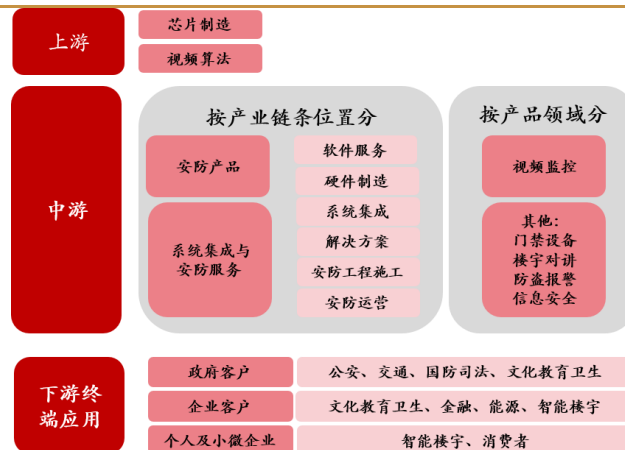 上游
芯片制造
视频算法
中游
按产业链条位置分
安防产品
软件服务
硬件制造
系统集成与
安防服务
系统集成
解决方案
安防工程施工
安防运营
按产品领域分
视频监控
其他:
门禁设备
楼宇对讲
防盗报警
信息安全
下游终
端应用
政府客户
公安、交通、国防司法、文化教育卫生
企业客户
文化教育卫生、金融、能源、智能楼宇
个人及小微企业
智能楼宇、消费者